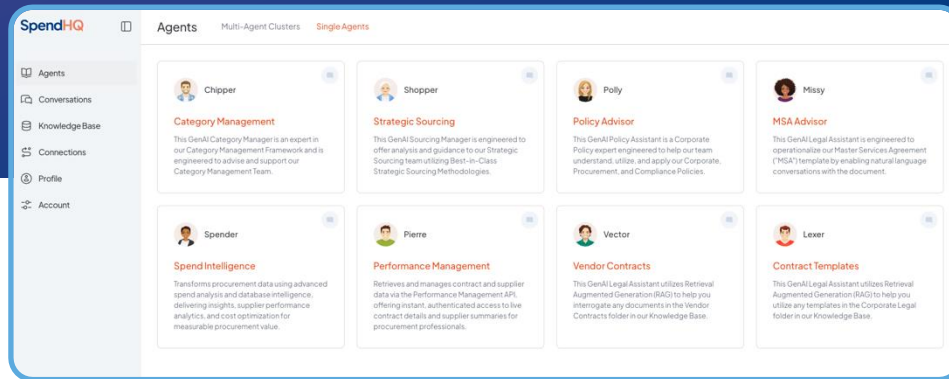 SpendHQ
Agents
Multi-Agent Clusters
Single Agents
Agents
Conversations
Knowledge Base
Connections
Profile
Account
Chipper
Category Management
This GenAI Category Manager is an expert in
our Category Management Framework and is
engineered to advise and support our
Category Management Team.
Shopper
Strategic Sourcing
This GenAI Sourcing Manager is engineered to
offer analysis and guidance to our Strategic
Sourcing team utilizing Best-in-Class
Strategic Sourcing Methodologies.
Polly
Policy Advisor
This GenAI Policy Assistant is a Corporate
Policy expert engineered to help our team
understand, utilize, and apply our Corporate,
Procurement, and Compliance Policies.
Missy
MSA Advisor
This GenAI Legal Assistant is engineered to
operationalize our Master Services Agreement
("MSA") template by enabling natural language
conversations with the document.
Spender
Spend Intelligence
Transforms procurement data using advanced
spend analysis and database intelligence,
delivering insights, supplier performance
analytics, and cost optimization for
measurable procurement value.
Pierre
Performance Management
Retrieves and manages contract and supplier
data via the Performance Management API,
offering instant, authenticated access to live
contract details and supplier summaries for
procurement professionals.
Vector
Vendor Contracts
This GenAI Legal Assistant utilizes Retrieval
Augmented Generation (RAG) to help you
interrogate any documents in the Vendor
Contracts folder in our Knowledge Base.
Lexer
Contract Templates
This GenAI Legal Assistant utilizes Retrieval
Augmented Generation (RAG) to help you
utilize any templates in the Corporate Legal
folder in our Knowledge Base.